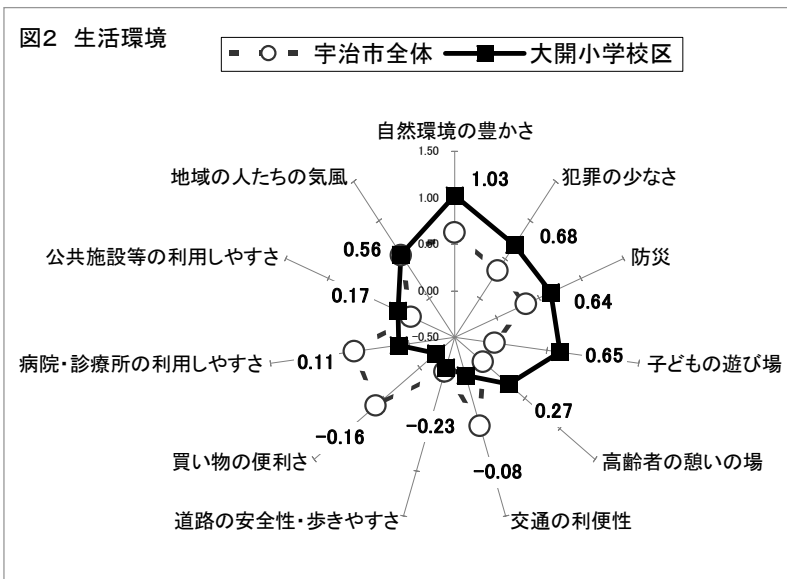 図2 生活環境
宇治市全体 大開小学校区
自然環境の豊かさ
1.50
地域の人たちの気風
犯罪の少なさ
1.03
1.00
0.56
0.50
0.68
公共施設等の利用しやすさ
防災
0.17
0.00
0.64
病院・診療所の利用しやすさ
0.11
-0.50
0.65
子どもの遊び場
0.27
-0.16
-0.23
買い物の便利さ
高齢者の憩いの場
-0.08
道路の安全性・歩きやすさ
交通の利便性